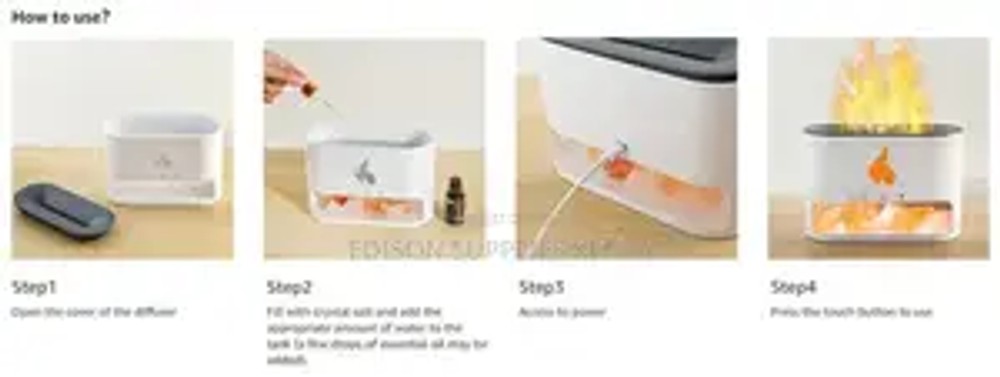 How to use?
EDISON SUPPLIES
Step1
Step2
Step3
Step4
Open the cover of the diffuser
Fill with crystal salt and add the
appropriate amount of water to the
tank (a few drops of essential oil may be
added).
Access to power
Press the touch button to use